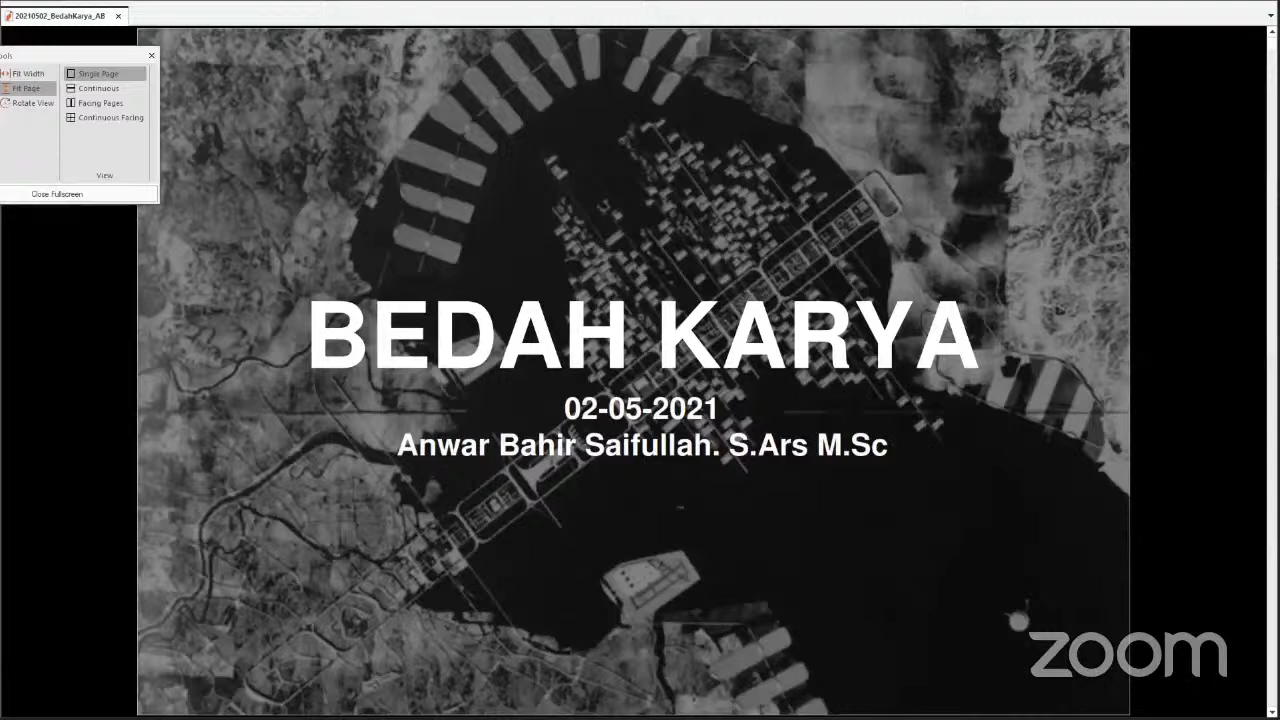 20210502_BedahKarya_AB
ols
Fit Width
Fit Page
Rotate View
Single Page
Continuous
Facing Pages
Continuous Facing
View
Close Fullscreen
BEDAH KARYA
02-05-2021
Anwar Bahir Saifullah. S.Ars M.Sc
zoom